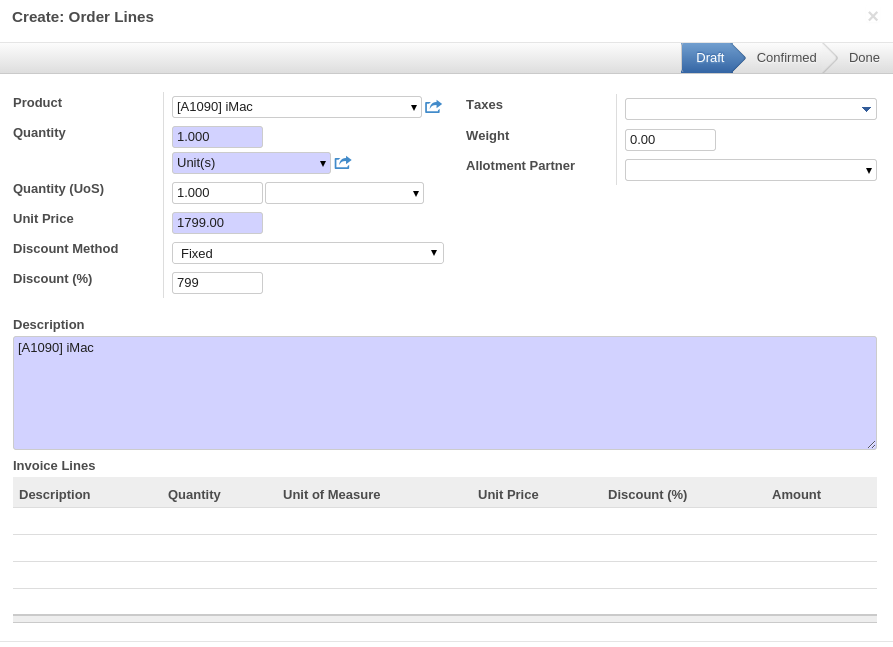 Create: Order Lines ×
Draft Confirmed Done
Product [A1090] iMac
Quantity 1.000
Unit(s)
Quantity (UoS) 1.000
Unit Price 1799.00
Discount Method Fixed
Discount (%) 799
Taxes
Weight 0.00
Allotment Partner
Description
[A1090] iMac
Invoice Lines
Description Quantity Unit of Measure Unit Price Discount (%) Amount